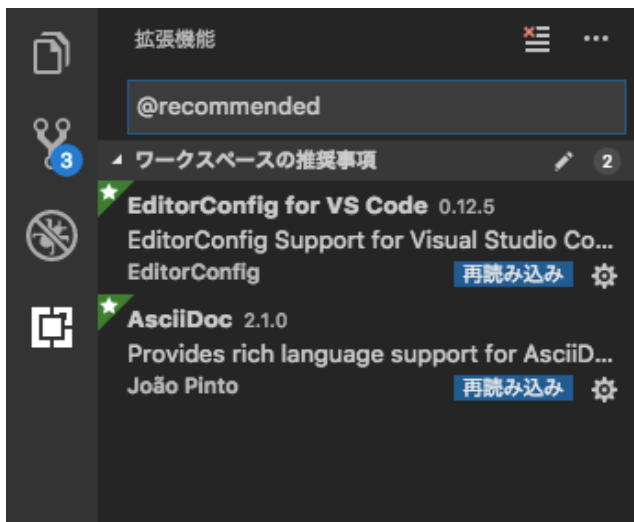 拡張機能
@recommended
ワークスペースの推奨事項 2
3
EditorConfig for VS Code 0.12.5
EditorConfig Support for Visual Studio Co...
EditorConfig 再読み込み
AsciiDoc 2.1.0
Provides rich language support for AsciiD...
João Pinto 再読み込み